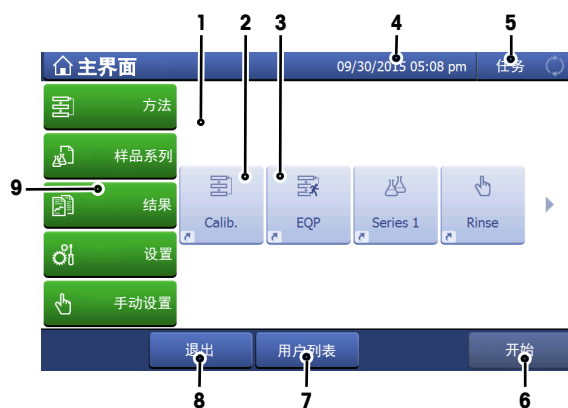 1 2 3 4 5
主界面 09/30/2015 05:08 pm 任务
方法
样品系列
9
结果
Calib. EQP Series 1 Rinse
设置
手动设置
退出 用户列表 开始
8 7 6